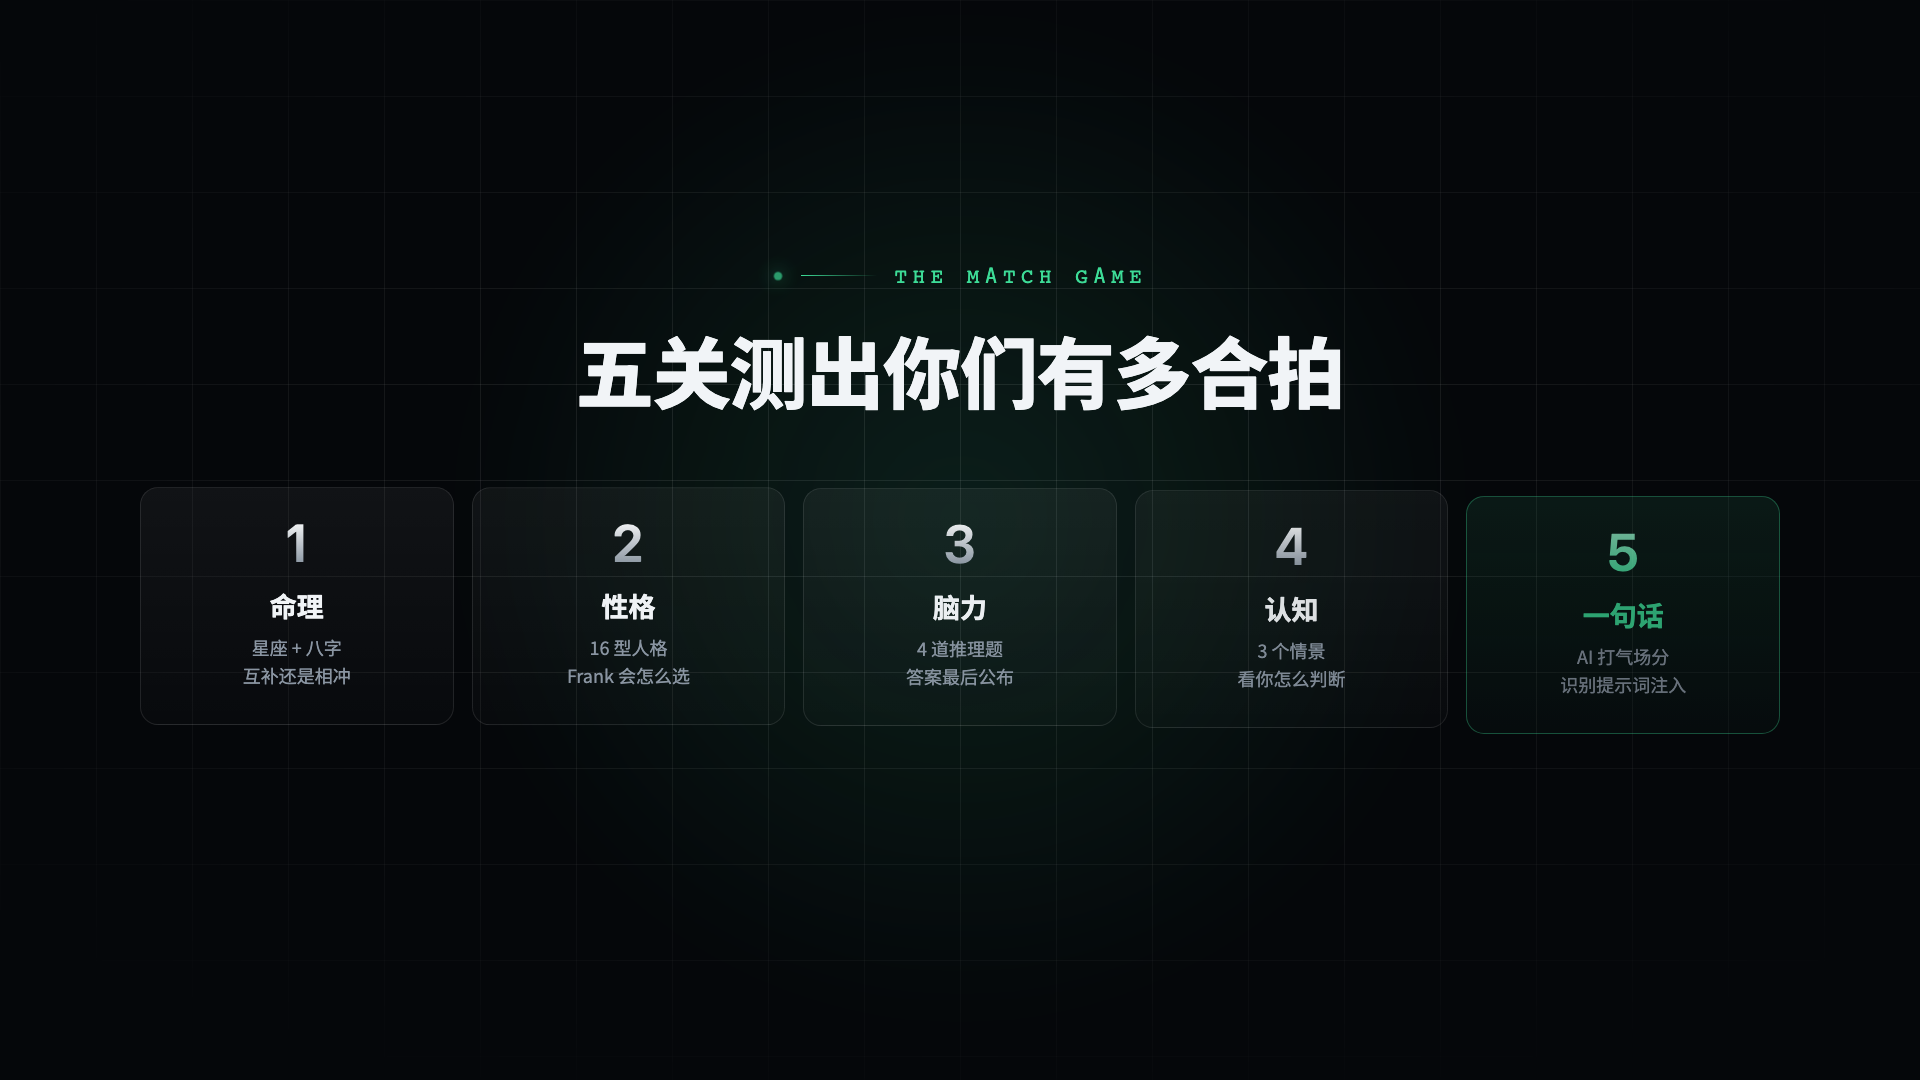 THE MATCH GAME
五关测出你们有多合拍
1
命理
星座 + 八字
互补还是相冲
2
性格
16 型人格
Frank 会怎么选
3
脑力
4 道推理题
答案最后公布
4
认知
3 个情景
看你怎么判断
5
一句话
AI 打气场分
识别提示词注入